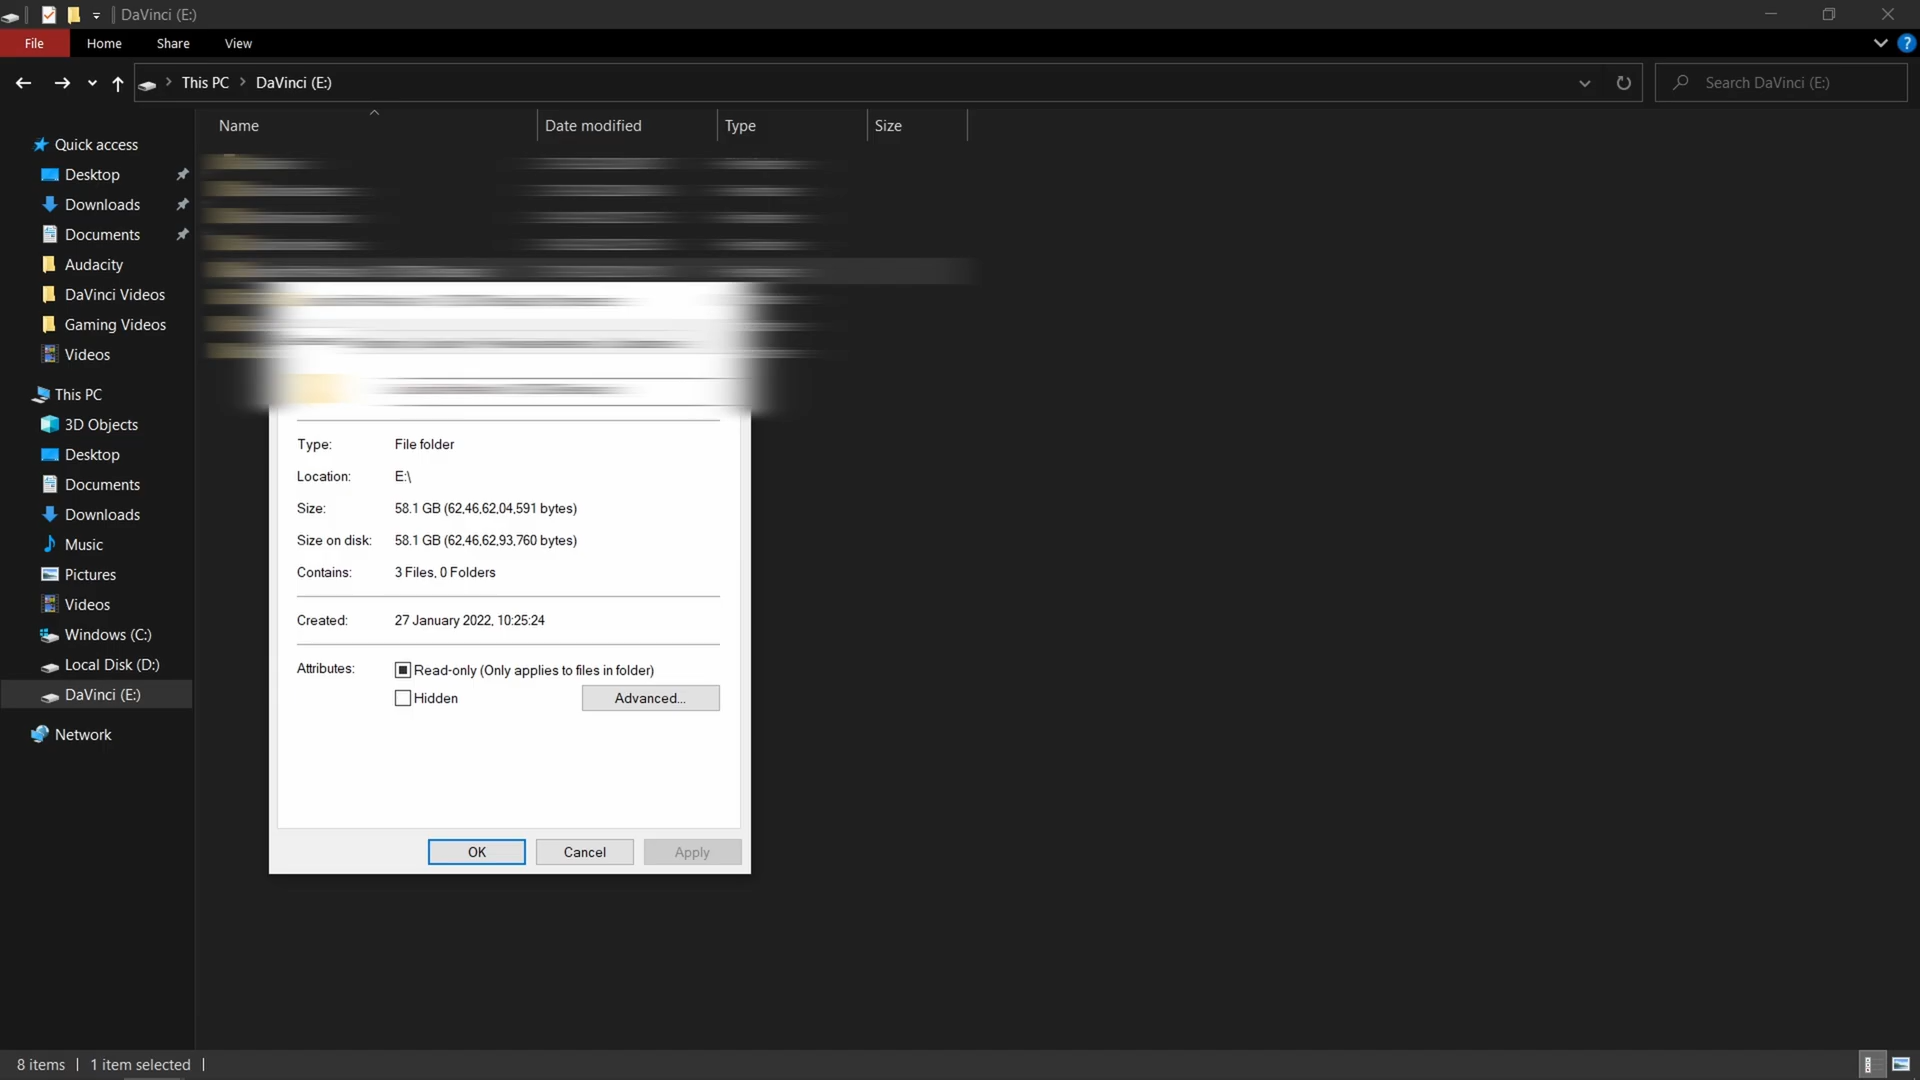 DaVinci (E:)
File
Home
Share
View
This PC
DaVinci (E:)
Search DaVinci (E:)
Name
Date modified
Type
Size
Quick access
Desktop
Downloads
Documents
Audacity
DaVinci Videos
Gaming Videos
Videos
This PC
3D Objects
Desktop
Documents
Downloads
Music
Pictures
Videos
Windows (C:)
Local Disk (D:)
DaVinci (E:)
Network
Type: File folder
Location: E:\
Size: 58.1 GB (62,46,62,04,591 bytes)
Size on disk: 58.1 GB (62,46,62,93,760 bytes)
Contains: 3 Files, 0 Folders
Created: 27 January 2022, 10:25:24
Attributes: Read-only (Only applies to files in folder)
Hidden
Advanced...
OK
Cancel
Apply
8 items
1 item selected